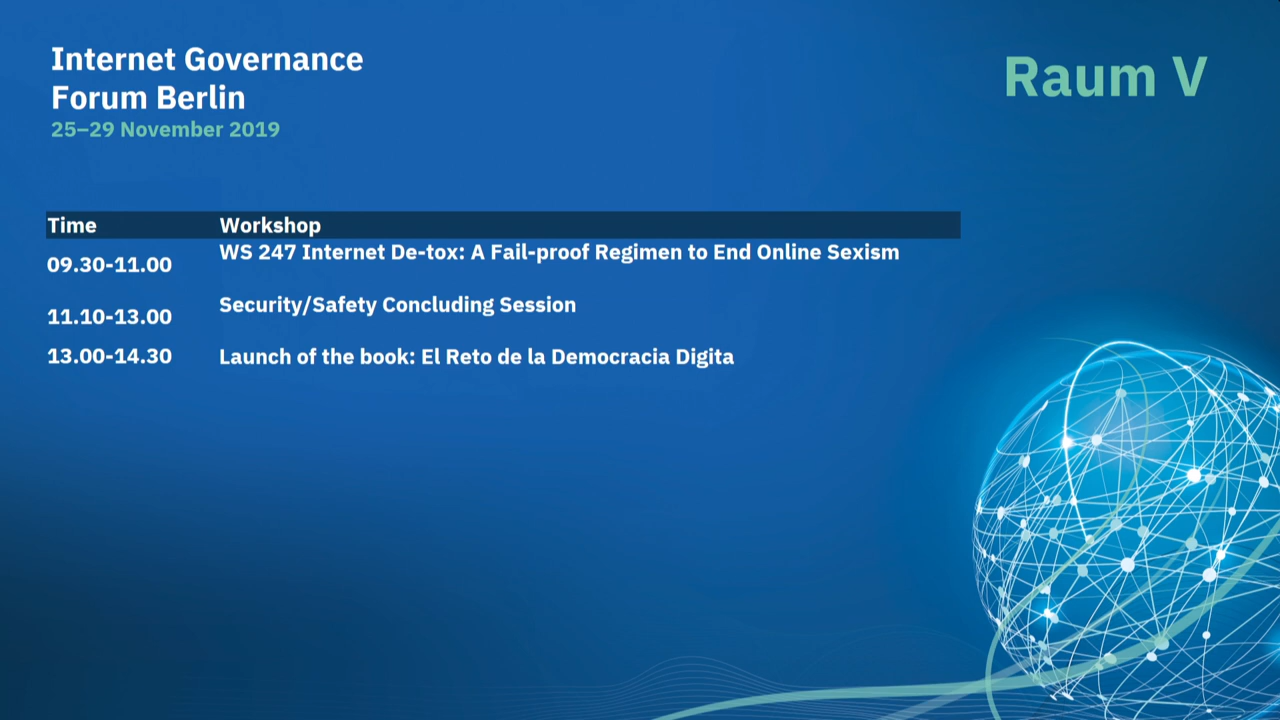 Internet Governance
Forum Berlin
25–29 November 2019
Raum V
Time Workshop
09.30-11.00 WS 247 Internet De-tox: A Fail-proof Regimen to End Online Sexism
11.10-13.00 Security/Safety Concluding Session
13.00-14.30 Launch of the book: El Reto de la Democracia Digita